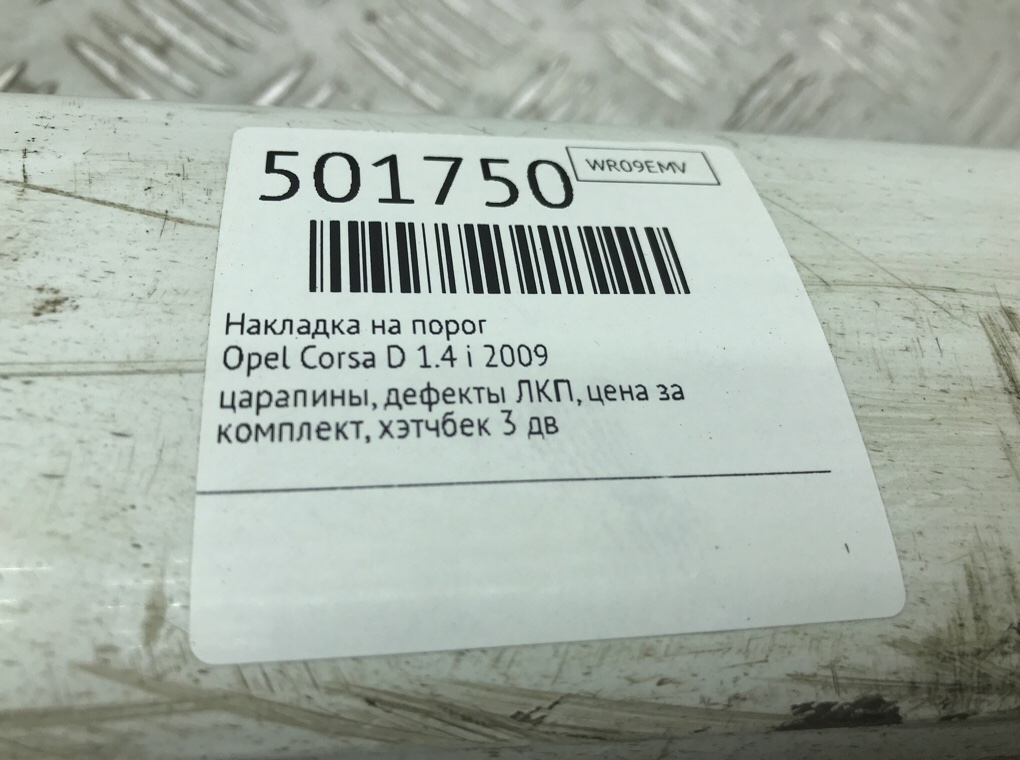 501750
WR09EMV
Накладка на порог
Opel Corsa D 1.4 i 2009
царапины, дефекты ЛКП, цена за
комплект, хэтчбек 3 дв